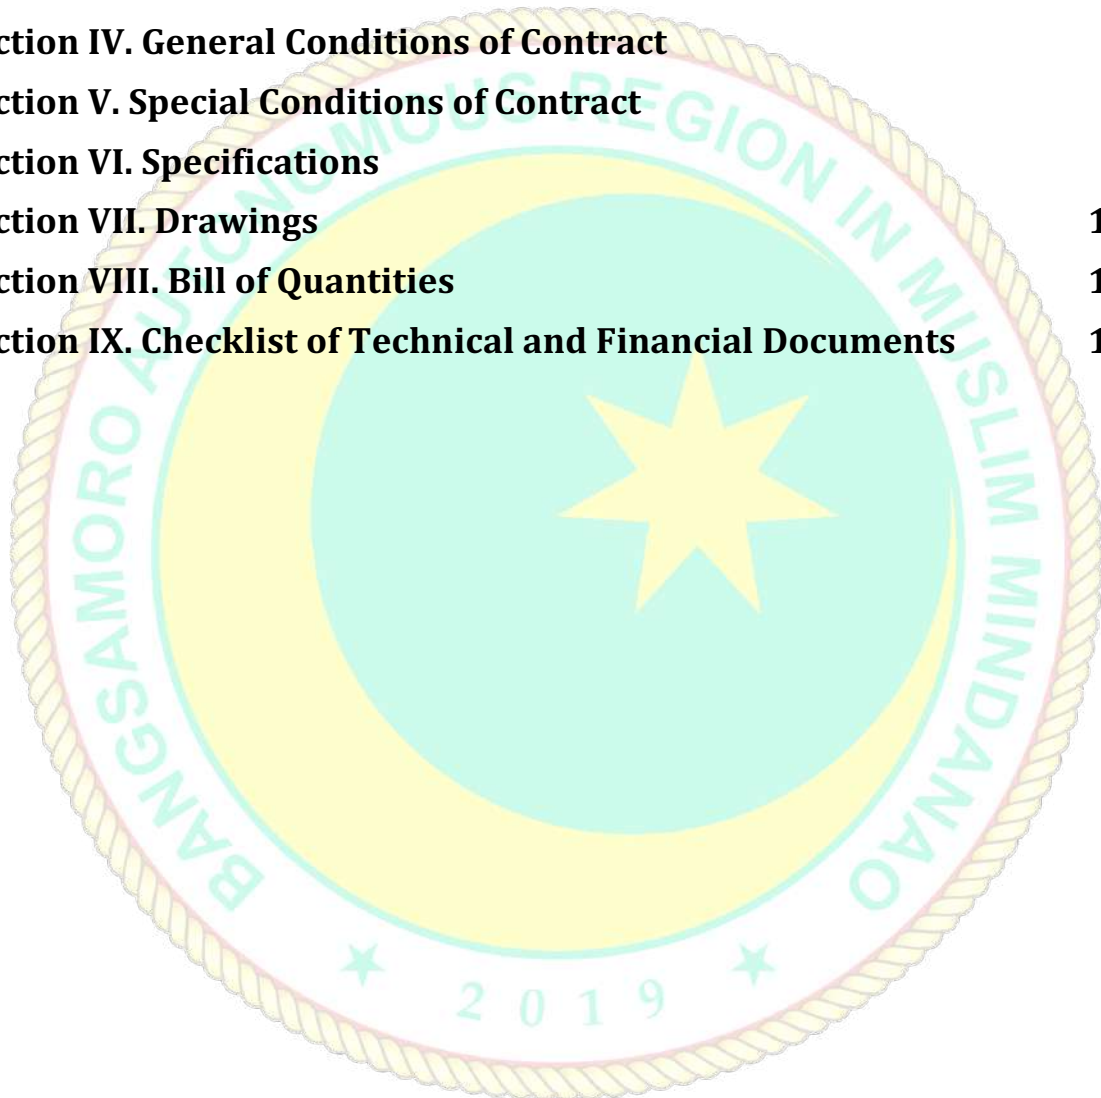 ction IV. General Conditions of Contract
ction V. Special Conditions of Contract
ction VI. Specifications
ction VII. Drawings 1
ction VIII. Bill of Quantities 1
ction IX. Checklist of Technical and Financial Documents 1
BANGSAMORO AUTONOMOUS REGION IN MUSLIM MINDANAO
2019